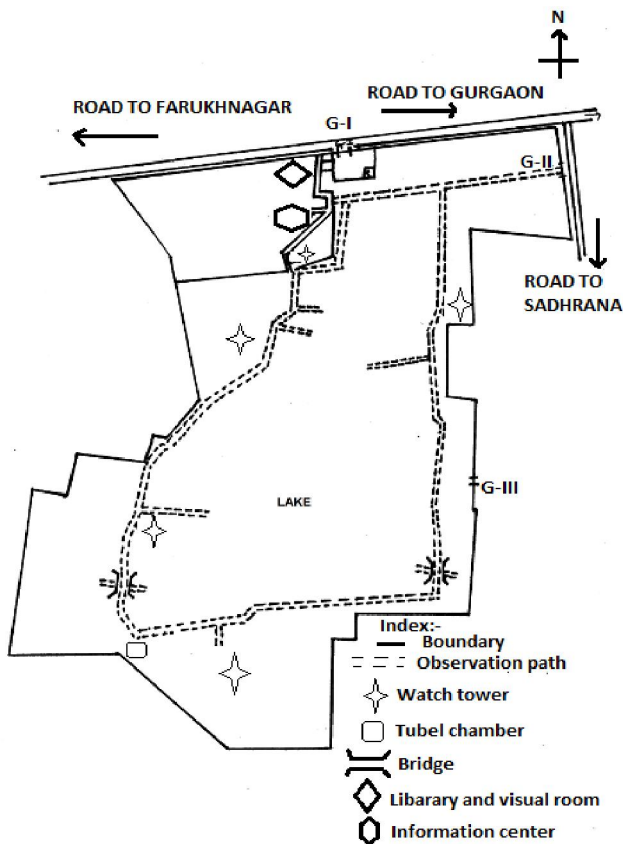 N
ROAD TO FARUKHNAGAR
ROAD TO GURGAON
G-I
G-II
ROAD TO
SADHRANA
G-III
LAKE
Index:-
Boundary
Observation path
Watch tower
Tubel chamber
Bridge
Libarary and visual room
Information center